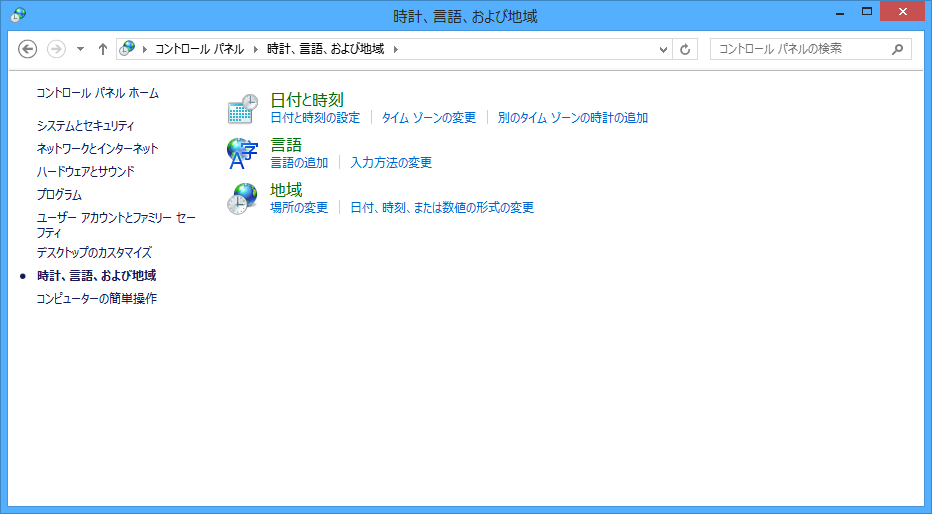 時計、言語、および地域
コントロール パネル 時計、言語、および地域 コントロール パネルの検索
コントロール パネル ホーム
システムとセキュリティ
ネットワークとインターネット
ハードウェアとサウンド
プログラム
ユーザー アカウントとファミリー セー
フティ
デスクトップのカスタマイズ
時計、言語、および地域
コンピューターの簡単操作
日付と時刻
日付と時刻の設定 タイム ゾーンの変更 別のタイム ゾーンの時計の追加
言語
言語の追加 入力方法の変更
地域
場所の変更 日付、時刻、または数値の形式の変更